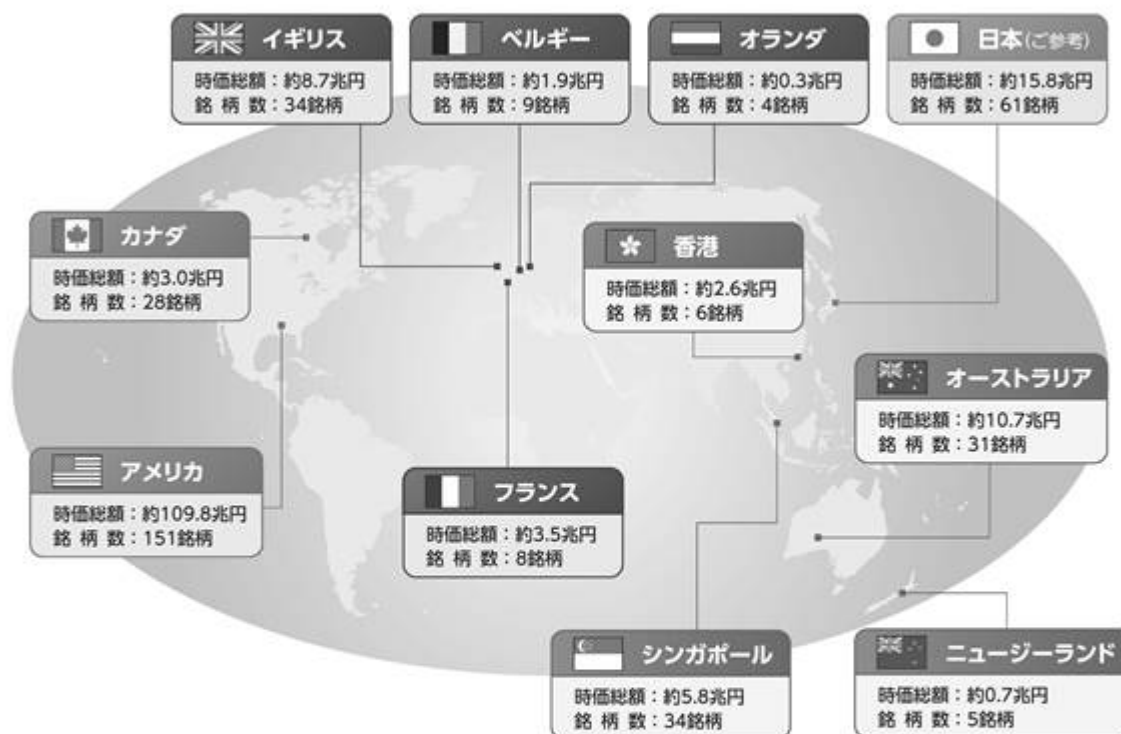 イギリス
時価総額：約8.7兆円
銘柄数：34銘柄
ベルギー
時価総額：約1.9兆円
銘柄数：9銘柄
オランダ
時価総額：約0.3兆円
銘柄数：4銘柄
日本(ご参考)
時価総額：約15.8兆円
銘柄数：61銘柄
カナダ
時価総額：約3.0兆円
銘柄数：28銘柄
香港
時価総額：約2.6兆円
銘柄数：6銘柄
オーストラリア
時価総額：約10.7兆円
銘柄数：31銘柄
アメリカ
時価総額：約109.8兆円
銘柄数：151銘柄
フランス
時価総額：約3.5兆円
銘柄数：8銘柄
シンガポール
時価総額：約5.8兆円
銘柄数：34銘柄
ニュージーランド
時価総額：約0.7兆円
銘柄数：5銘柄